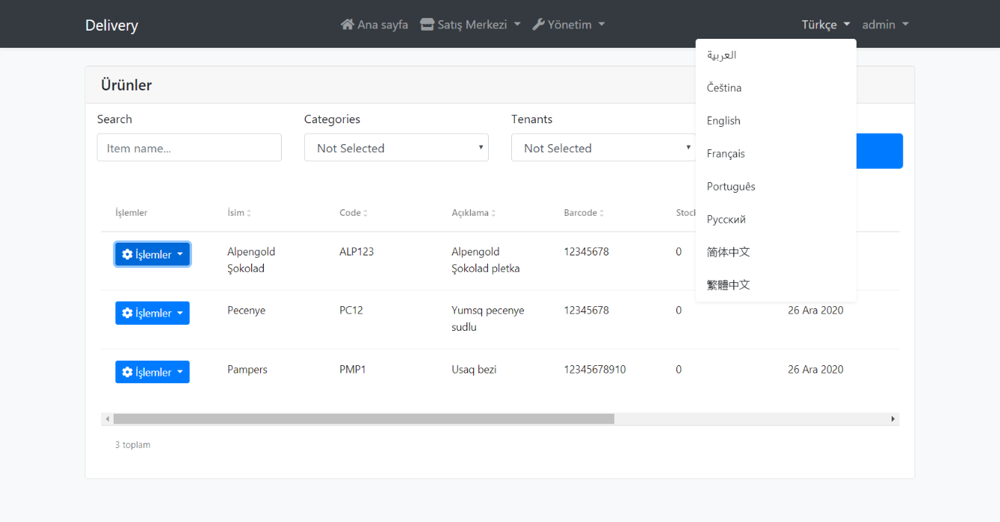 Delivery
Ana sayfa
Satış Merkezi
Yönetim
Türkçe
admin
العربية
Čeština
English
Français
Português
Русский
简体中文
繁體中文
Ürünler
Search
Categories
Tenants
Item name...
Not Selected
Not Selected
İşlemler
İsim
Code
Açıklama
Barcode
İşlemler
Alpengold
Şokolad
ALP123
Alpengold
Şokolad pletka
12345678
0
İşlemler
Pecenye
PC12
Yumsq pecenye
sudlu
12345678
0
26 Ara 2020
İşlemler
Pampers
PMP1
Usaq bezi
12345678910
0
26 Ara 2020
3 toplam